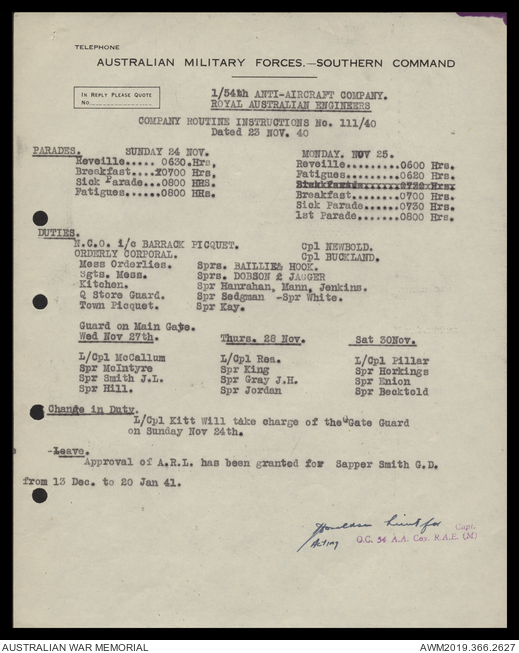 TELEPHONE
AUSTRALIAN MILITARY FORCES.—SOUTHERN COMMAND
IN REPLY PLEASE QUOTE
No.
1/54th ANTI-AIRCRAFT COMPANY.
ROYAL AUSTRALIAN ENGINEERS
COMPANY ROUTINE INSTRUCTIONS No. 111/40
Dated 23 NOV. 40
PARADES. SUNDAY 24 NOV. MONDAY. NOV 25.
Reveille..... 0630.Hrs, Reveille...........0600 Hrs.
Breakfast....0700 Hrs. Fatigues...........0620 Hrs.
Sick Parade...0800 HRS. Sick Parade.......0730 Hrs.
Fatigues......0800 HRs Breakfast..........0700 Hrs.
Sick Parade........0730 Hrs.
1st Parade.........0800 Hrs.
DUTIES.
N.C.O. i/c BARRACK PICQUET. Cpl NEWBOLD.
ORDERLY CORPORAL. Cpl BUCKLAND.
Mess Orderlies. Sprs. BAILLIE& HOOK.
Sgts. Mess. Sprs. DOBSON & JAUGER
Kitchen. Spr Hanrahan, Mann, Jenkins.
Q Store Guard. Spr Sedgman -Spr White.
Town Picquet. Spr Kay.
Guard on Main Gate.
Wed Nov 27th. Thurs. 28 Nov. Sat 30Nov.
L/Cpl McCallum L/Cpl Rea. L/Cpl Pillar
Spr McIntyre Spr King Spr Horkings
Spr Smith J.L. Spr Gray J.H. Spr Enion
Spr Hill. Spr Jordan Spr Becktold
Change in Duty.
L/Cpl Kitt Will take charge of the Gate Guard
on Sunday Nov 24th.
-Leave.
Approval of A.R.L. has been granted for Sapper Smith G.D.
from 13 Dec. to 20 Jan 41.
Lieut for Capt.
Acting O.C. 54 A.A. Coy. R.A.E. (M)
AUSTRALIAN WAR MEMORIAL
AWM2019.366.2627